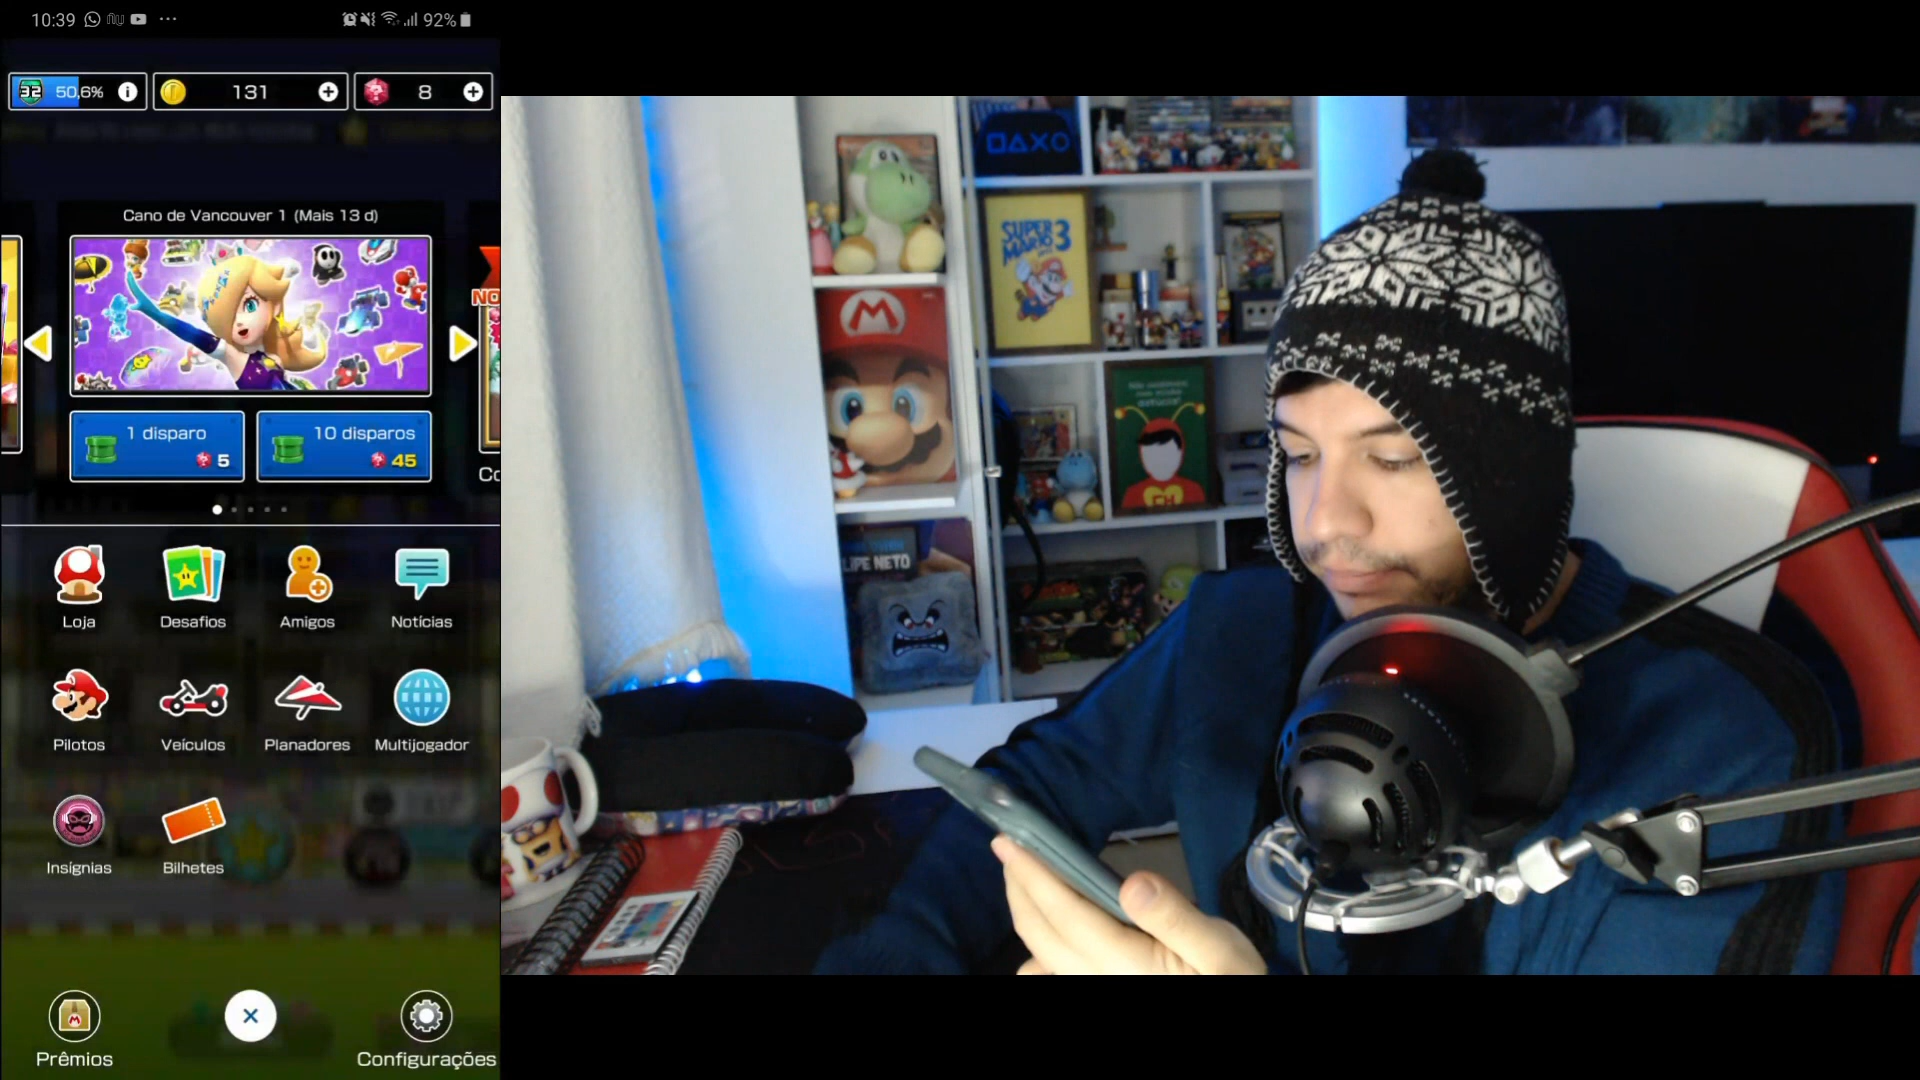 10:39
92%
32 50,6%
131
8
Cano de Vancouver 1 (Mais 13 d)
1 disparo
5
10 disparos
45
Loja
Desafios
Amigos
Notícias
Pilotos
Veículos
Planadores
Multijogador
Insígnias
Bilhetes
Prêmios
Configurações
SUPER
MARIO 3
M
CH